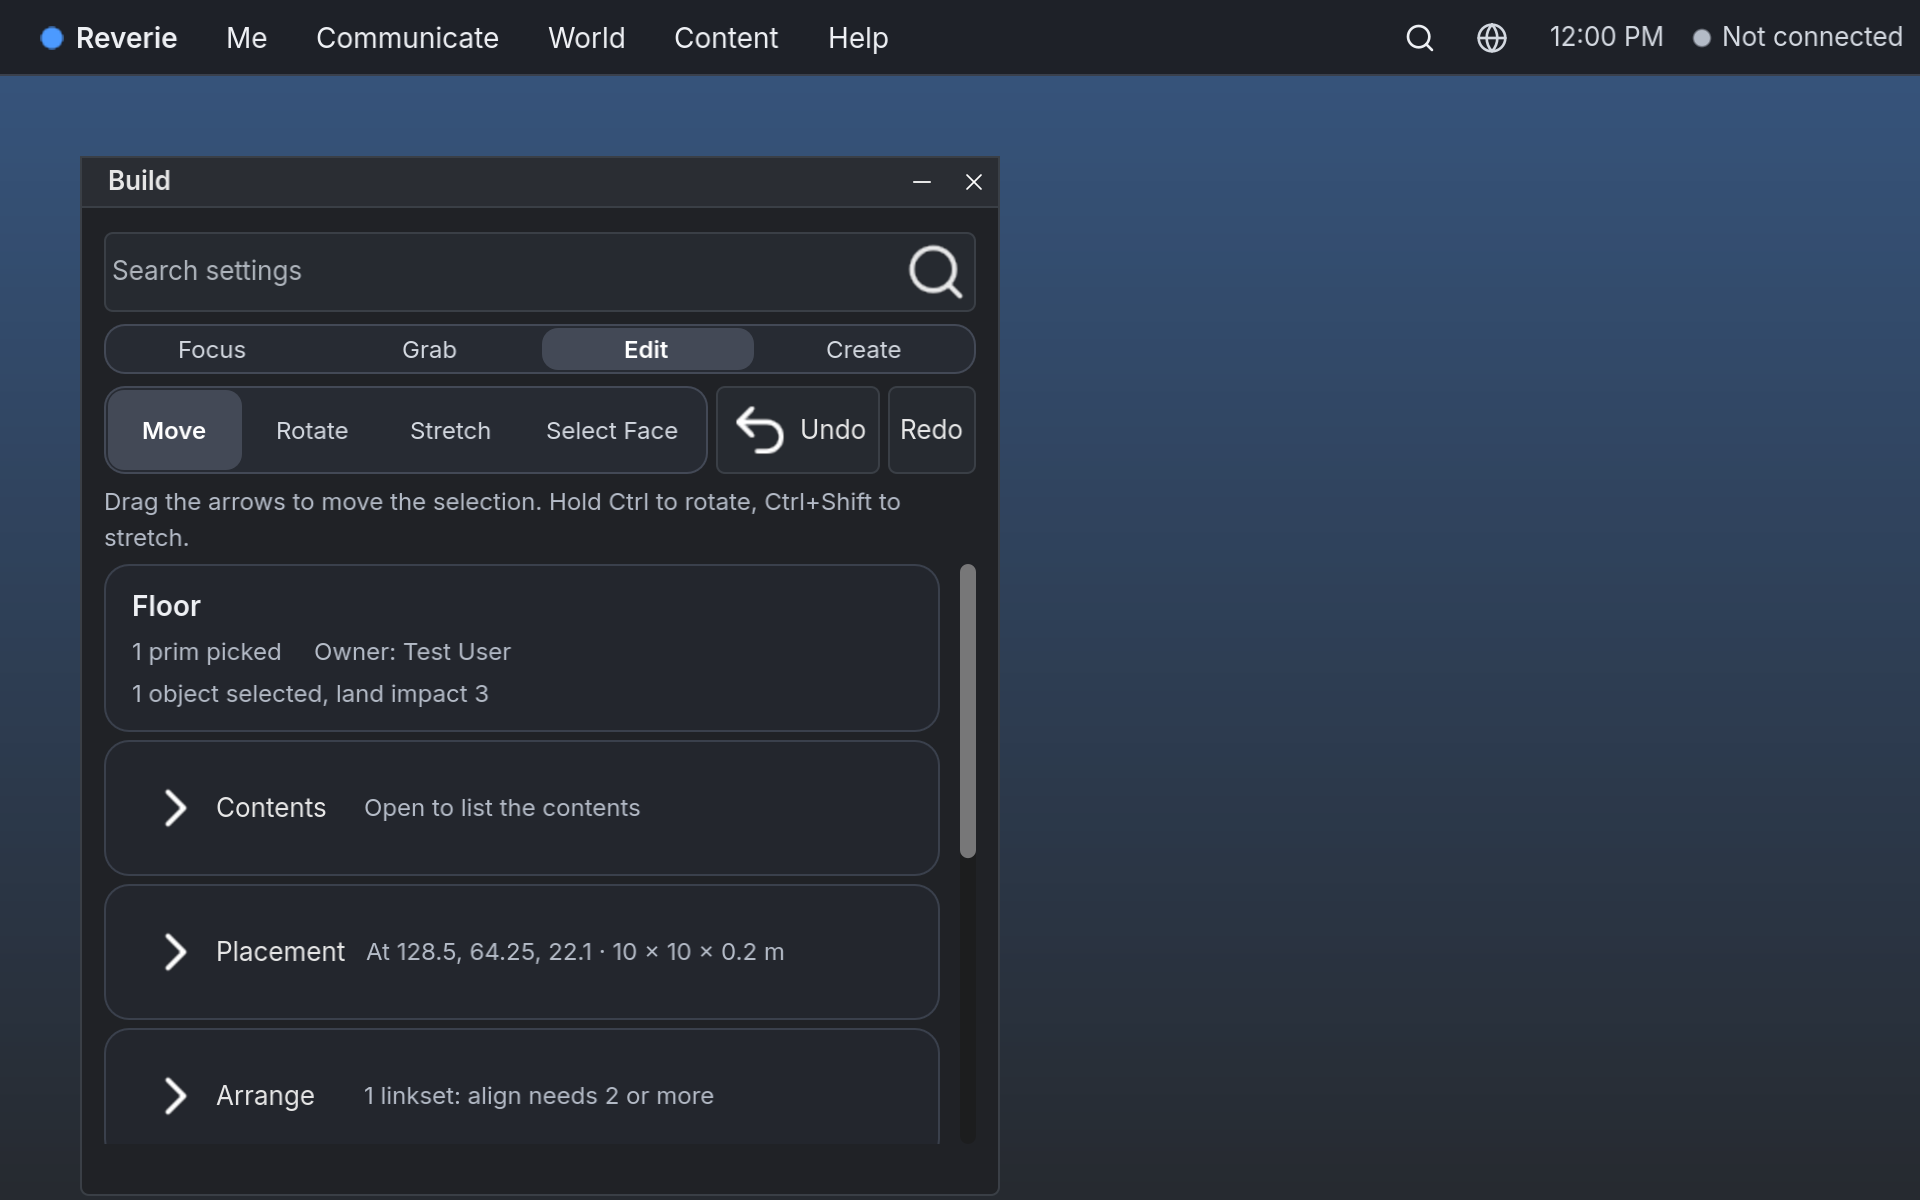 Reverie Me Communicate World Content Help 12:00 PM Not connected
Build
Search settings
Focus Grab Edit Create
Move Rotate Stretch Select Face Undo Redo
Drag the arrows to move the selection. Hold Ctrl to rotate, Ctrl+Shift to
stretch.
Floor
1 prim picked Owner: Test User
1 object selected, land impact 3
Contents Open to list the contents
Placement At 128.5, 64.25, 22.1 · 10 × 10 × 0.2 m
Arrange 1 linkset: align needs 2 or more